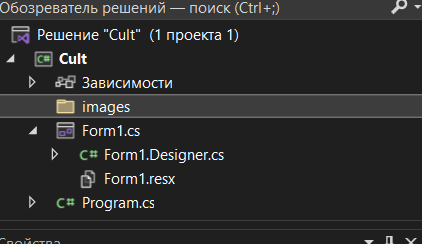 Обозреватель решений — поиск (Ctrl+;)
Решение "Cult" (1 проекта 1)
C# Cult
Зависимости
images
Form1.cs
C# Form1.Designer.cs
Form1.resx
C# Program.cs
Свойства